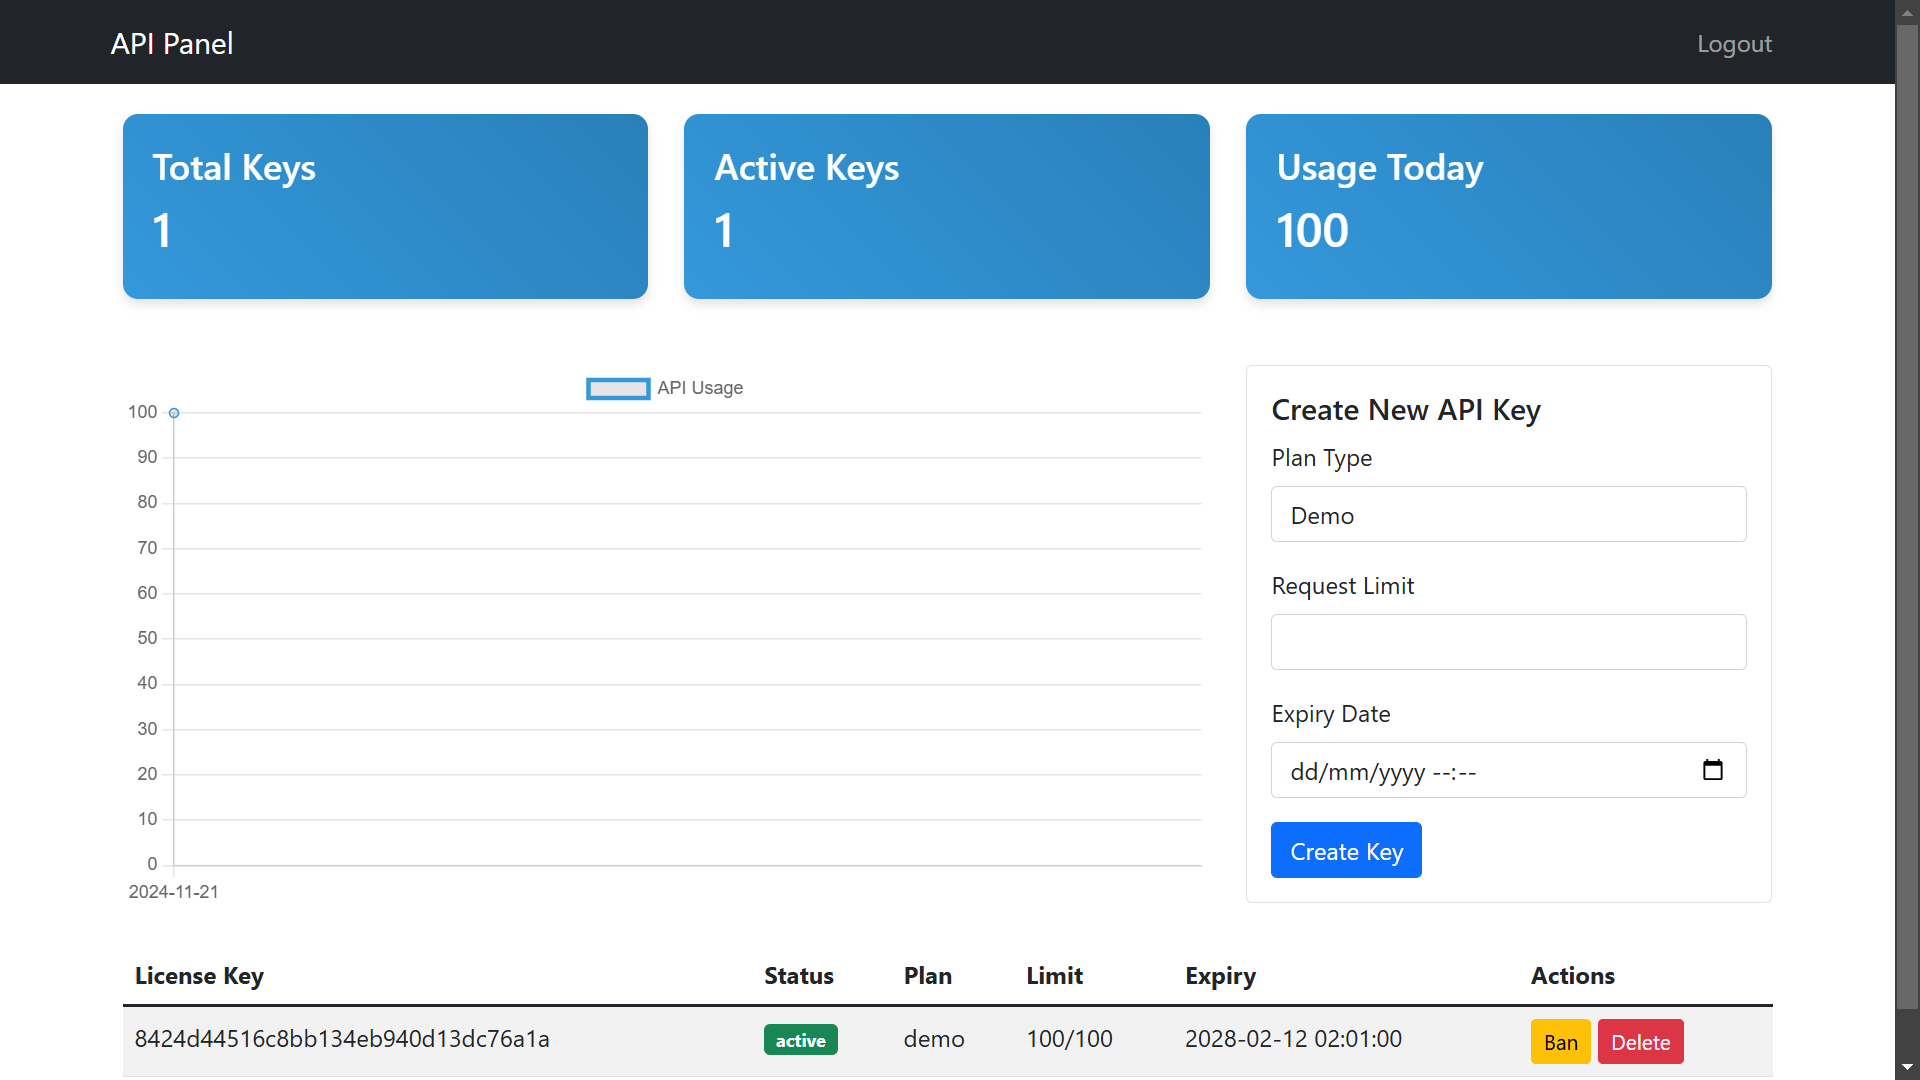 API Panel
Logout
Total Keys
1
Active Keys
1
Usage Today
100
API Usage
100
90
80
70
60
50
40
30
20
10
0
2024-11-21
Create New API Key
Plan Type
Demo
Request Limit
Expiry Date
dd/mm/yyyy --:--
Create Key
License Key Status Plan Limit Expiry Actions
8424d44516c8bb134eb940d13dc76a1a active demo 100/100 2028-02-12 02:01:00 Ban Delete